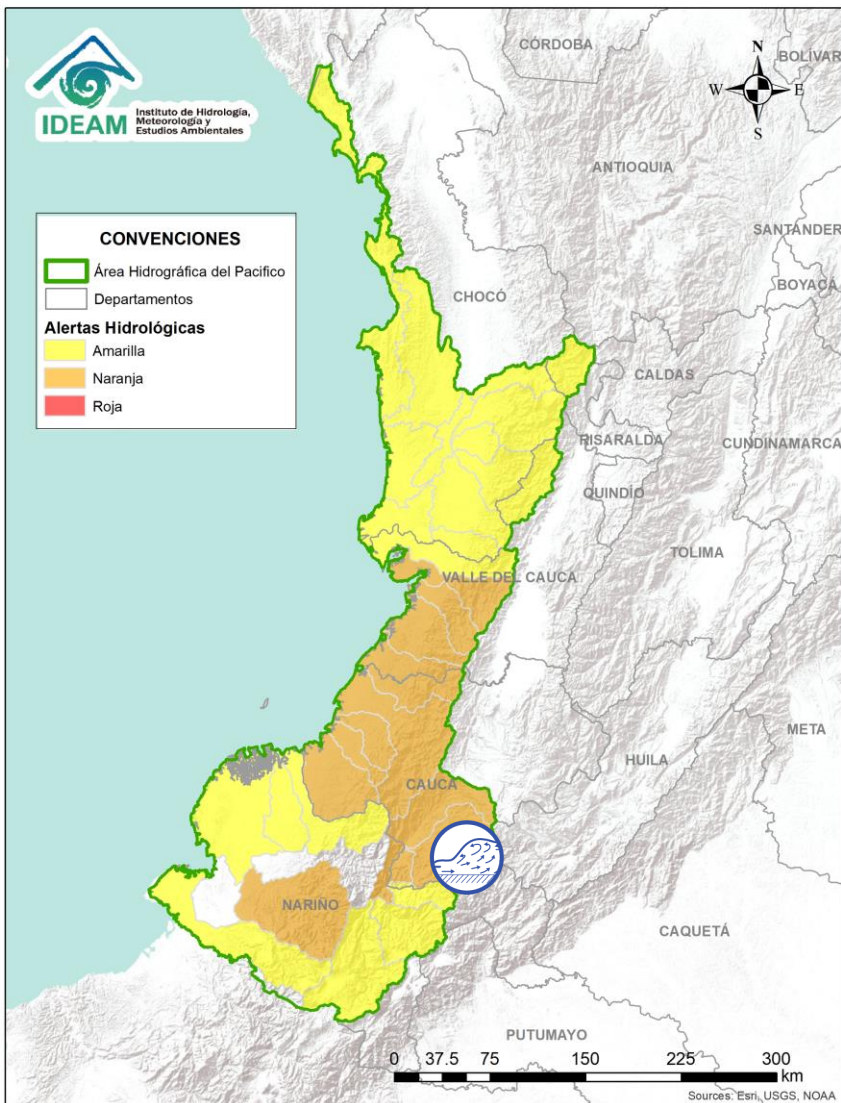 IDEAM
Instituto de Hidrología,
Meteorología y
Estudios Ambientales
CÓRDOBA
BOLÍVAR
N
W
E
S
ANTIOQUIA
SANTANDER
CONVENCIONES
Área Hidrográfica del Pacifico
Departamentos
Alertas Hidrológicas
Amarilla
Naranja
Roja
BOYACÁ
CHOCÓ
CALDAS
RISARALDA
CUNDINAMARCA
QUINDÍO
TOLIMA
VALLE DEL CAUCA
META
HUILA
CAUCA
NARIÑO
CAQUETÁ
PUTUMAYO
0 37.5 75 150 225 300
km
Sources: Esri, USGS, NOAA